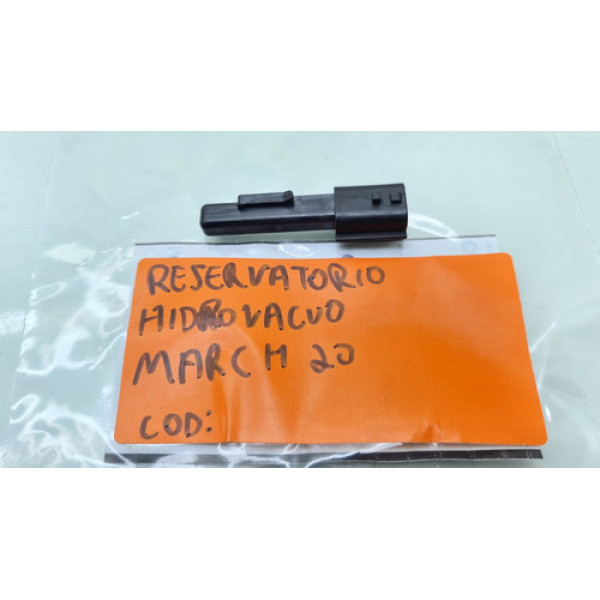 RESERVATORIO
HIDROVACUO
MARCH 20
COD: